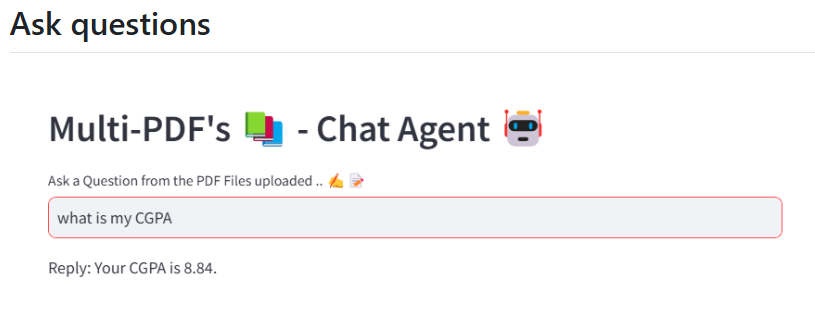 Ask questions
Multi-PDF's 📚 - Chat Agent 🤖
Ask a Question from the PDF Files uploaded .. ✍️ 📝
what is my CGPA
Reply: Your CGPA is 8.84.